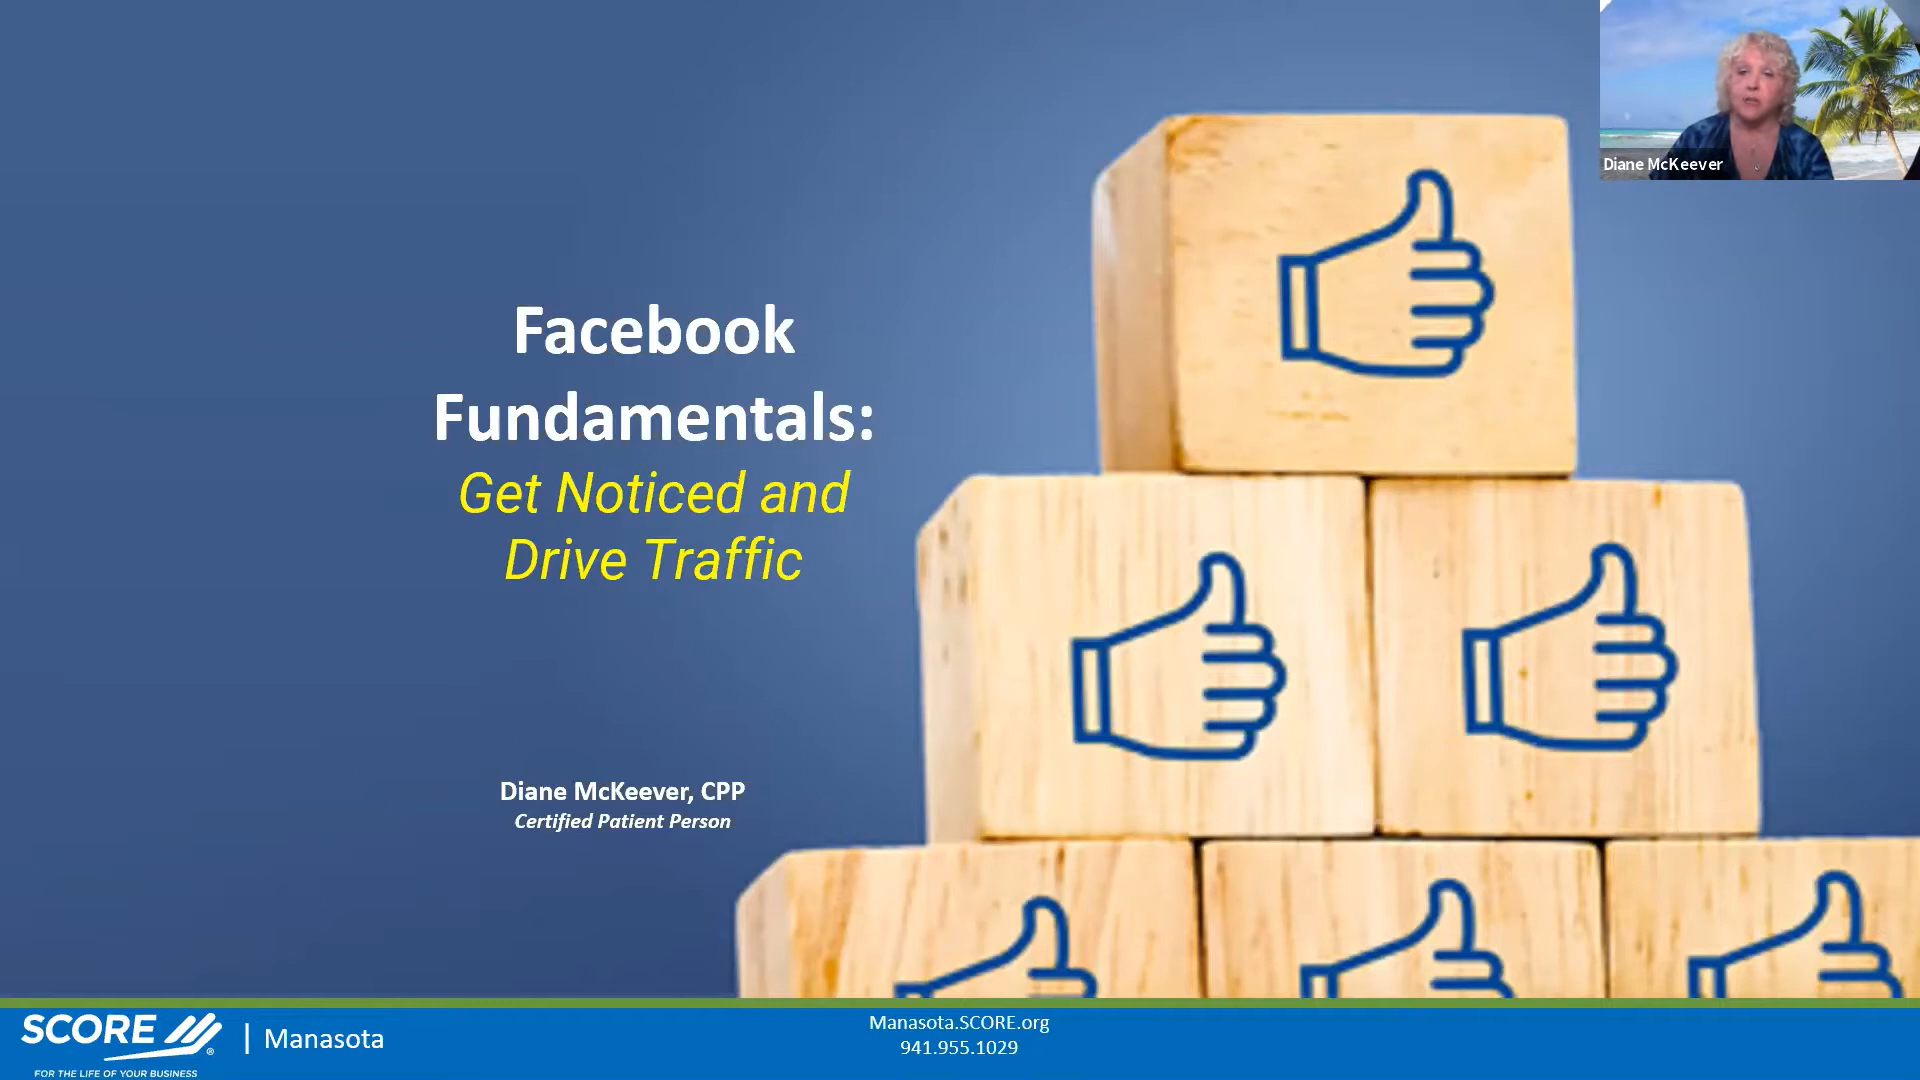 Diane McKeever
Facebook
Fundamentals:
Get Noticed and
Drive Traffic
Diane McKeever, CPP
Certified Patient Person
SCORE
FOR THE LIFE OF YOUR BUSINESS
| Manasota
Manasota.SCORE.org
941.955.1029